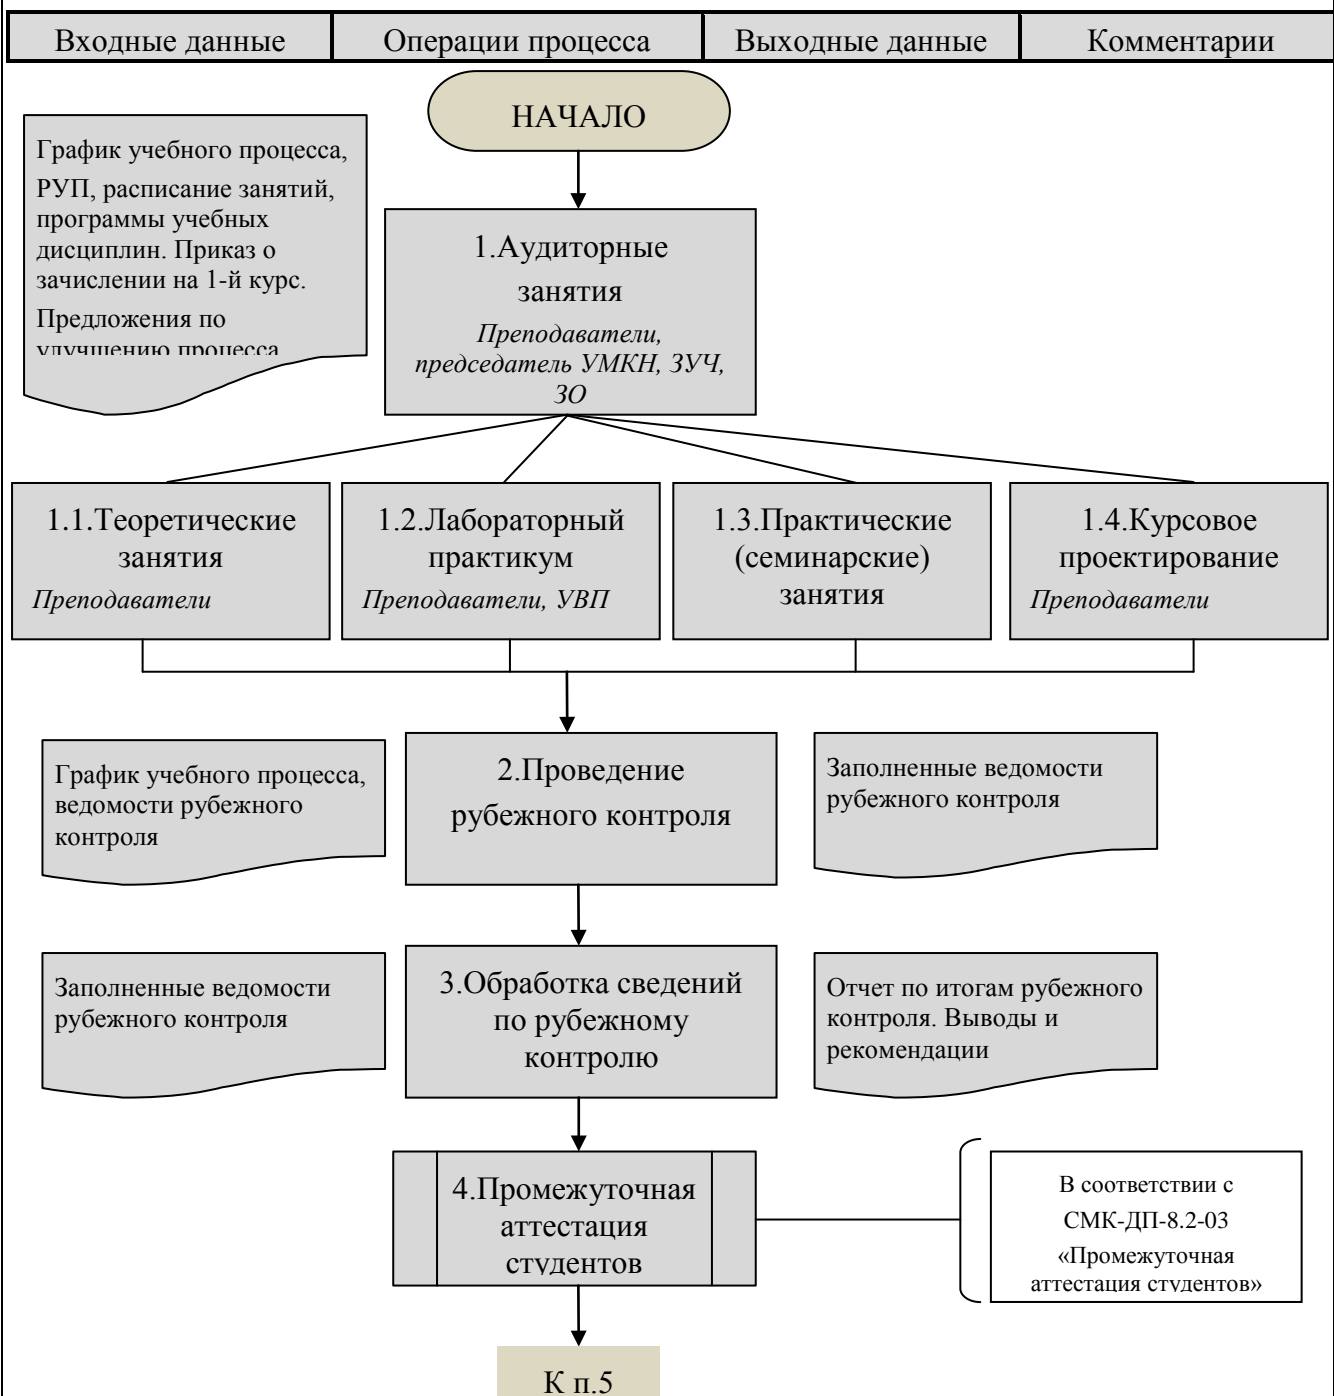 Входные данные
Операции процесса
Выходные данные
Комментарии
НАЧАЛО
График учебного процесса,
РУП, расписание занятий,
программы учебных
дисциплин. Приказ о
зачислении на 1-й курс.
Предложения по
улучшению процесса
1.Аудиторные
занятия
Преподаватели,
председатель УМКН, ЗУЧ,
ЗО
1.1.Теоретические
занятия
Преподаватели
1.2.Лабораторный
практикум
Преподаватели, УВП
1.3.Практические
(семинарские)
занятия
1.4.Курсовое
проектирование
Преподаватели
График учебного процесса,
ведомости рубежного
контроля
2.Проведение
рубежного контроля
Заполненные ведомости
рубежного контроля
Заполненные ведомости
рубежного контроля
3.Обработка сведений
по рубежному
контролю
Отчет по итогам рубежного
контроля. Выводы и
рекомендации
4.Промежуточная
аттестация
студентов
В соответствии с
СМК-ДП-8.2-03
«Промежуточная
аттестация студентов»
К п.5